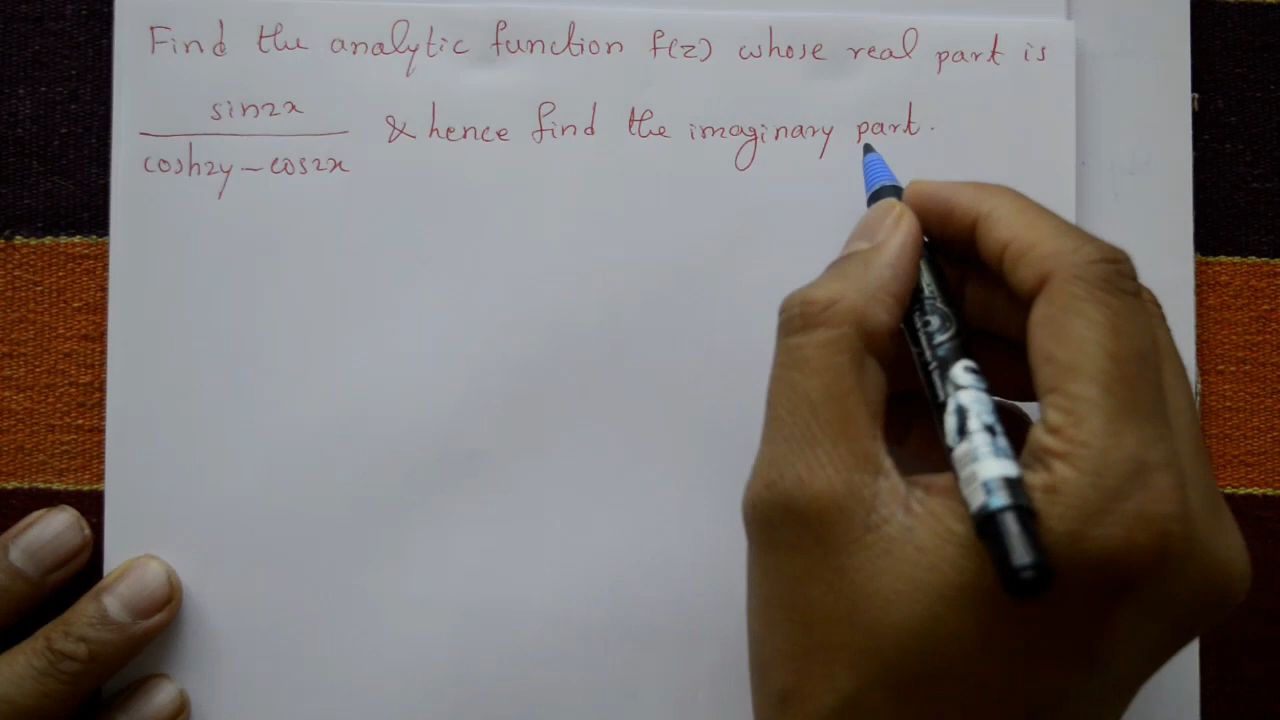 Find the analytic function f(z) whose real part is
sin2x
& hence find the imaginary part.
cosh2y - cos2x